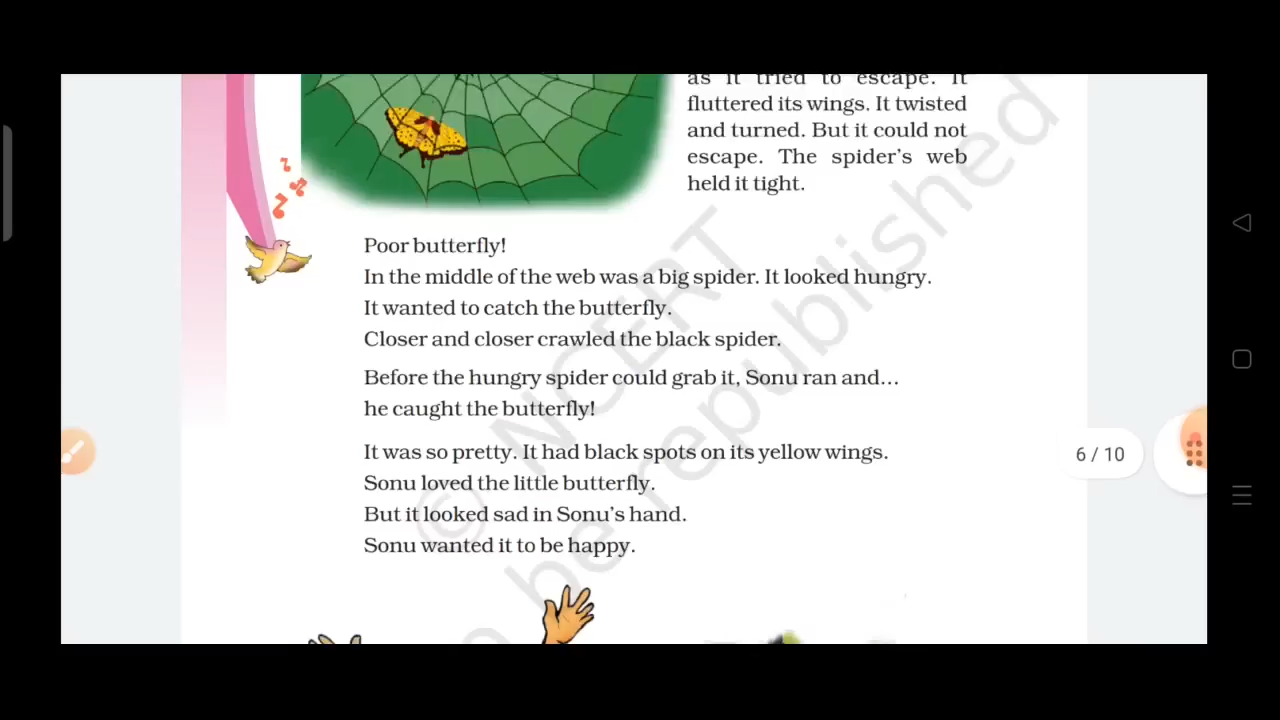 as it tried to escape. It
fluttered its wings. It twisted
and turned. But it could not
escape. The spider's web
held it tight.
Poor butterfly!
In the middle of the web was a big spider. It looked hungry.
It wanted to catch the butterfly.
Closer and closer crawled the black spider.
Before the hungry spider could grab it, Sonu ran and...
he caught the butterfly!
It was so pretty. It had black spots on its yellow wings.
Sonu loved the little butterfly.
But it looked sad in Sonu's hand.
Sonu wanted it to be happy.
6 / 10
© NCERT
be republished